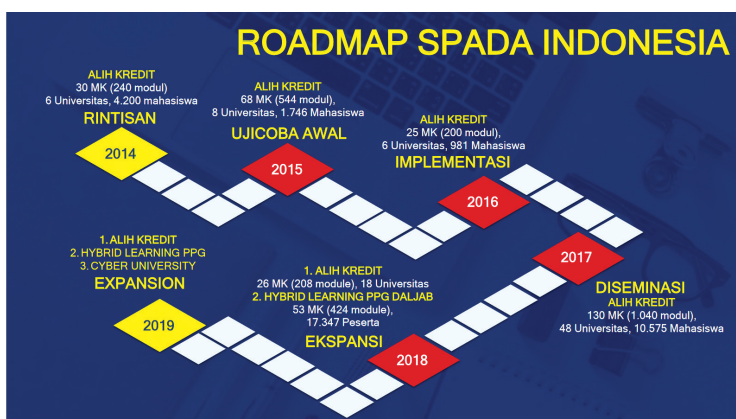 ROADMAP SPADA INDONESIA
ALIH KREDIT
30 MK (240 modul)
6 Universitas, 4.200 mahasiswa
RINTISAN
2014
ALIH KREDIT
68 MK (544 modul),
8 Universitas, 1.746 Mahasiswa
UJICOBA AWAL
2015
ALIH KREDIT
25 MK (200 modul),
6 Universitas, 981 Mahasiswa
IMPLEMENTASI
2016
2017
DISEMINASI
ALIH KREDIT
130 MK (1.040 modul),
48 Universitas, 10.575 Mahasiswa
1. ALIH KREDIT
26 MK (208 module), 18 Universitas
2. HYBRID LEARNING PPG DALJAB
53 MK (424 module),
17.347 Peserta
EKSPANSI
2018
1. ALIH KREDIT
2. HYBRID LEARNING PPG
3. CYBER UNIVERSITY
EXPANSION
2019